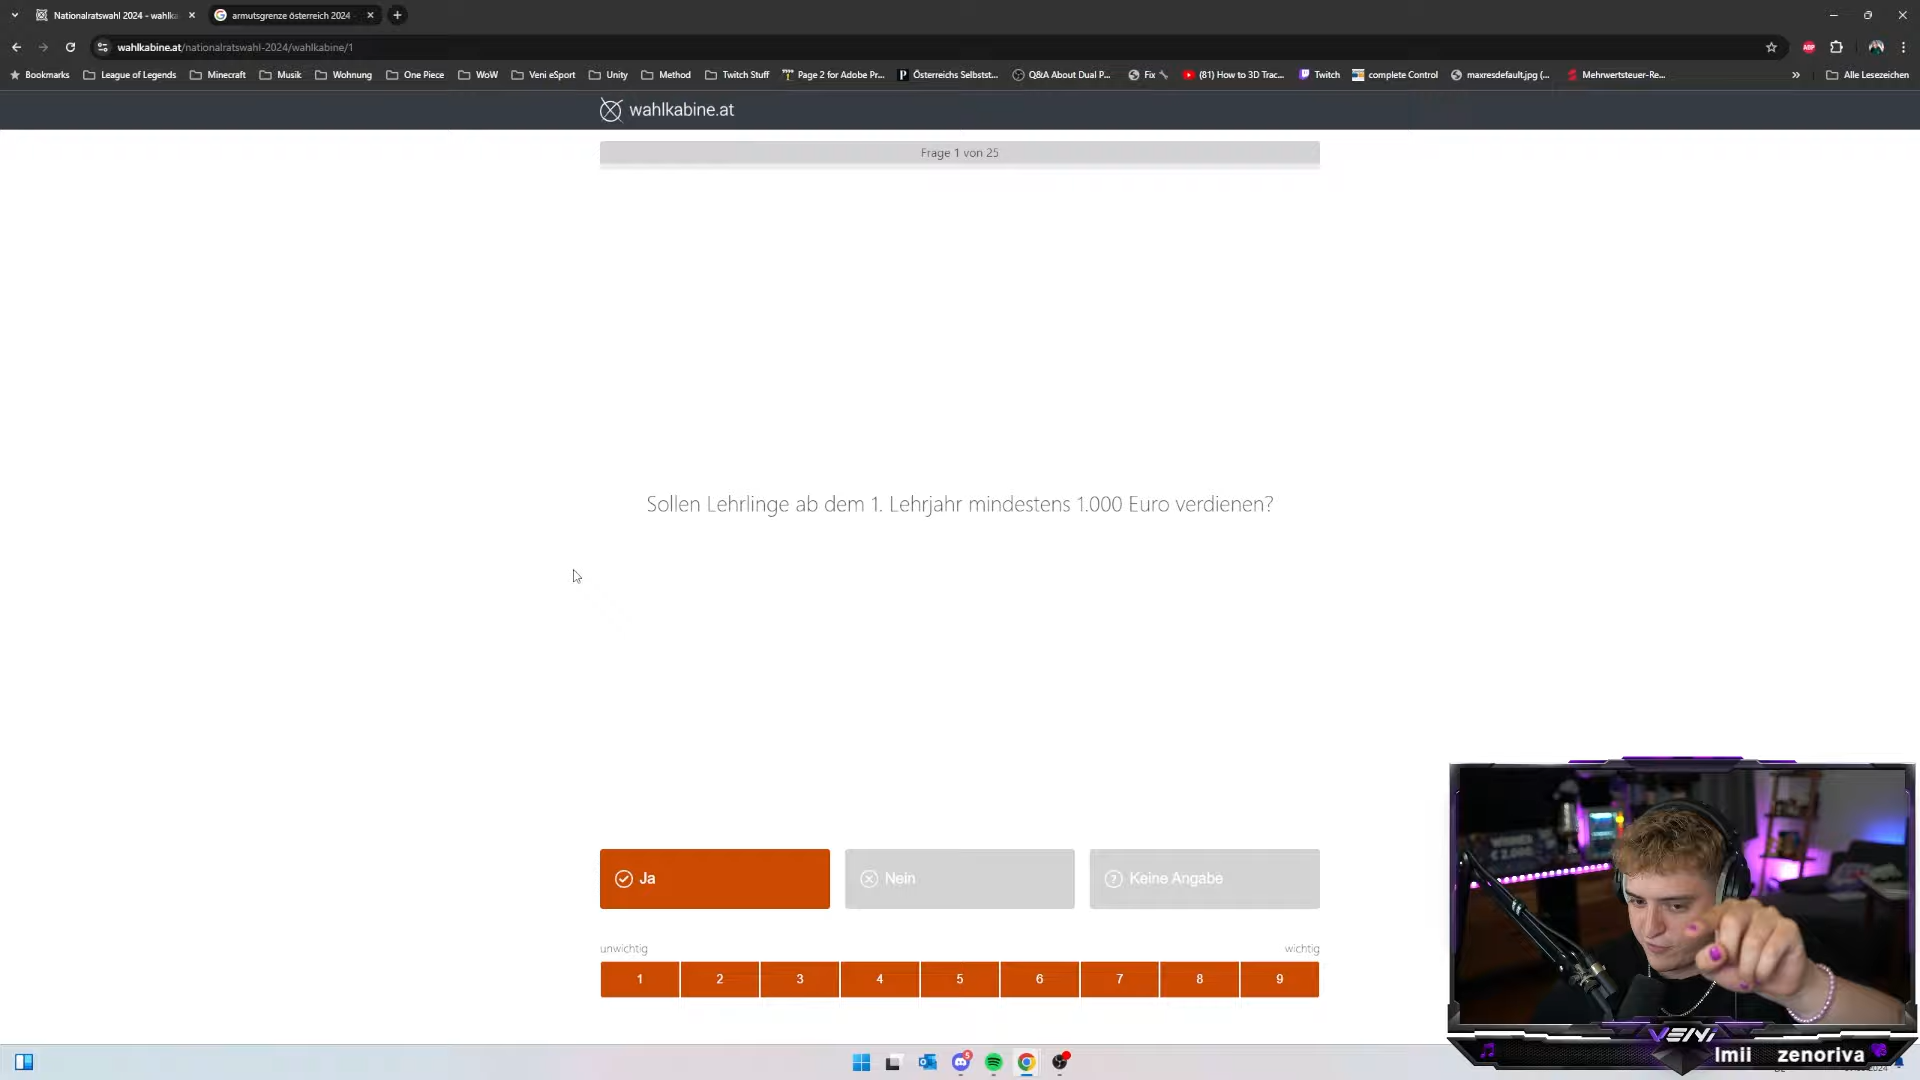 Nationalratswahl 2024 - wahlka
armutsgrenze österreich 2024
wahlkabine.at/nationalratswahl-2024/wahlkabine/1
ABP
Bookmarks
League of Legends
Minecraft
Musik
Wohnung
One Piece
WoW
Veni eSport
Unity
Method
Twitch Stuff
Page 2 for Adobe Pr...
Österreichs Selbstst...
Q&A About Dual P...
Fix
(81) How to 3D Trac...
Twitch
complete Control
maxresdefault.jpg (...
Mehrwertsteuer-Re...
Alle Lesezeichen
wahlkabine.at
Frage 1 von 25
Sollen Lehrlinge ab dem 1. Lehrjahr mindestens 1.000 Euro verdienen?
Ja
Nein
Keine Angabe
unwichtig
wichtig
1
2
3
4
5
6
7
8
9
VENI
lmii zenoriva